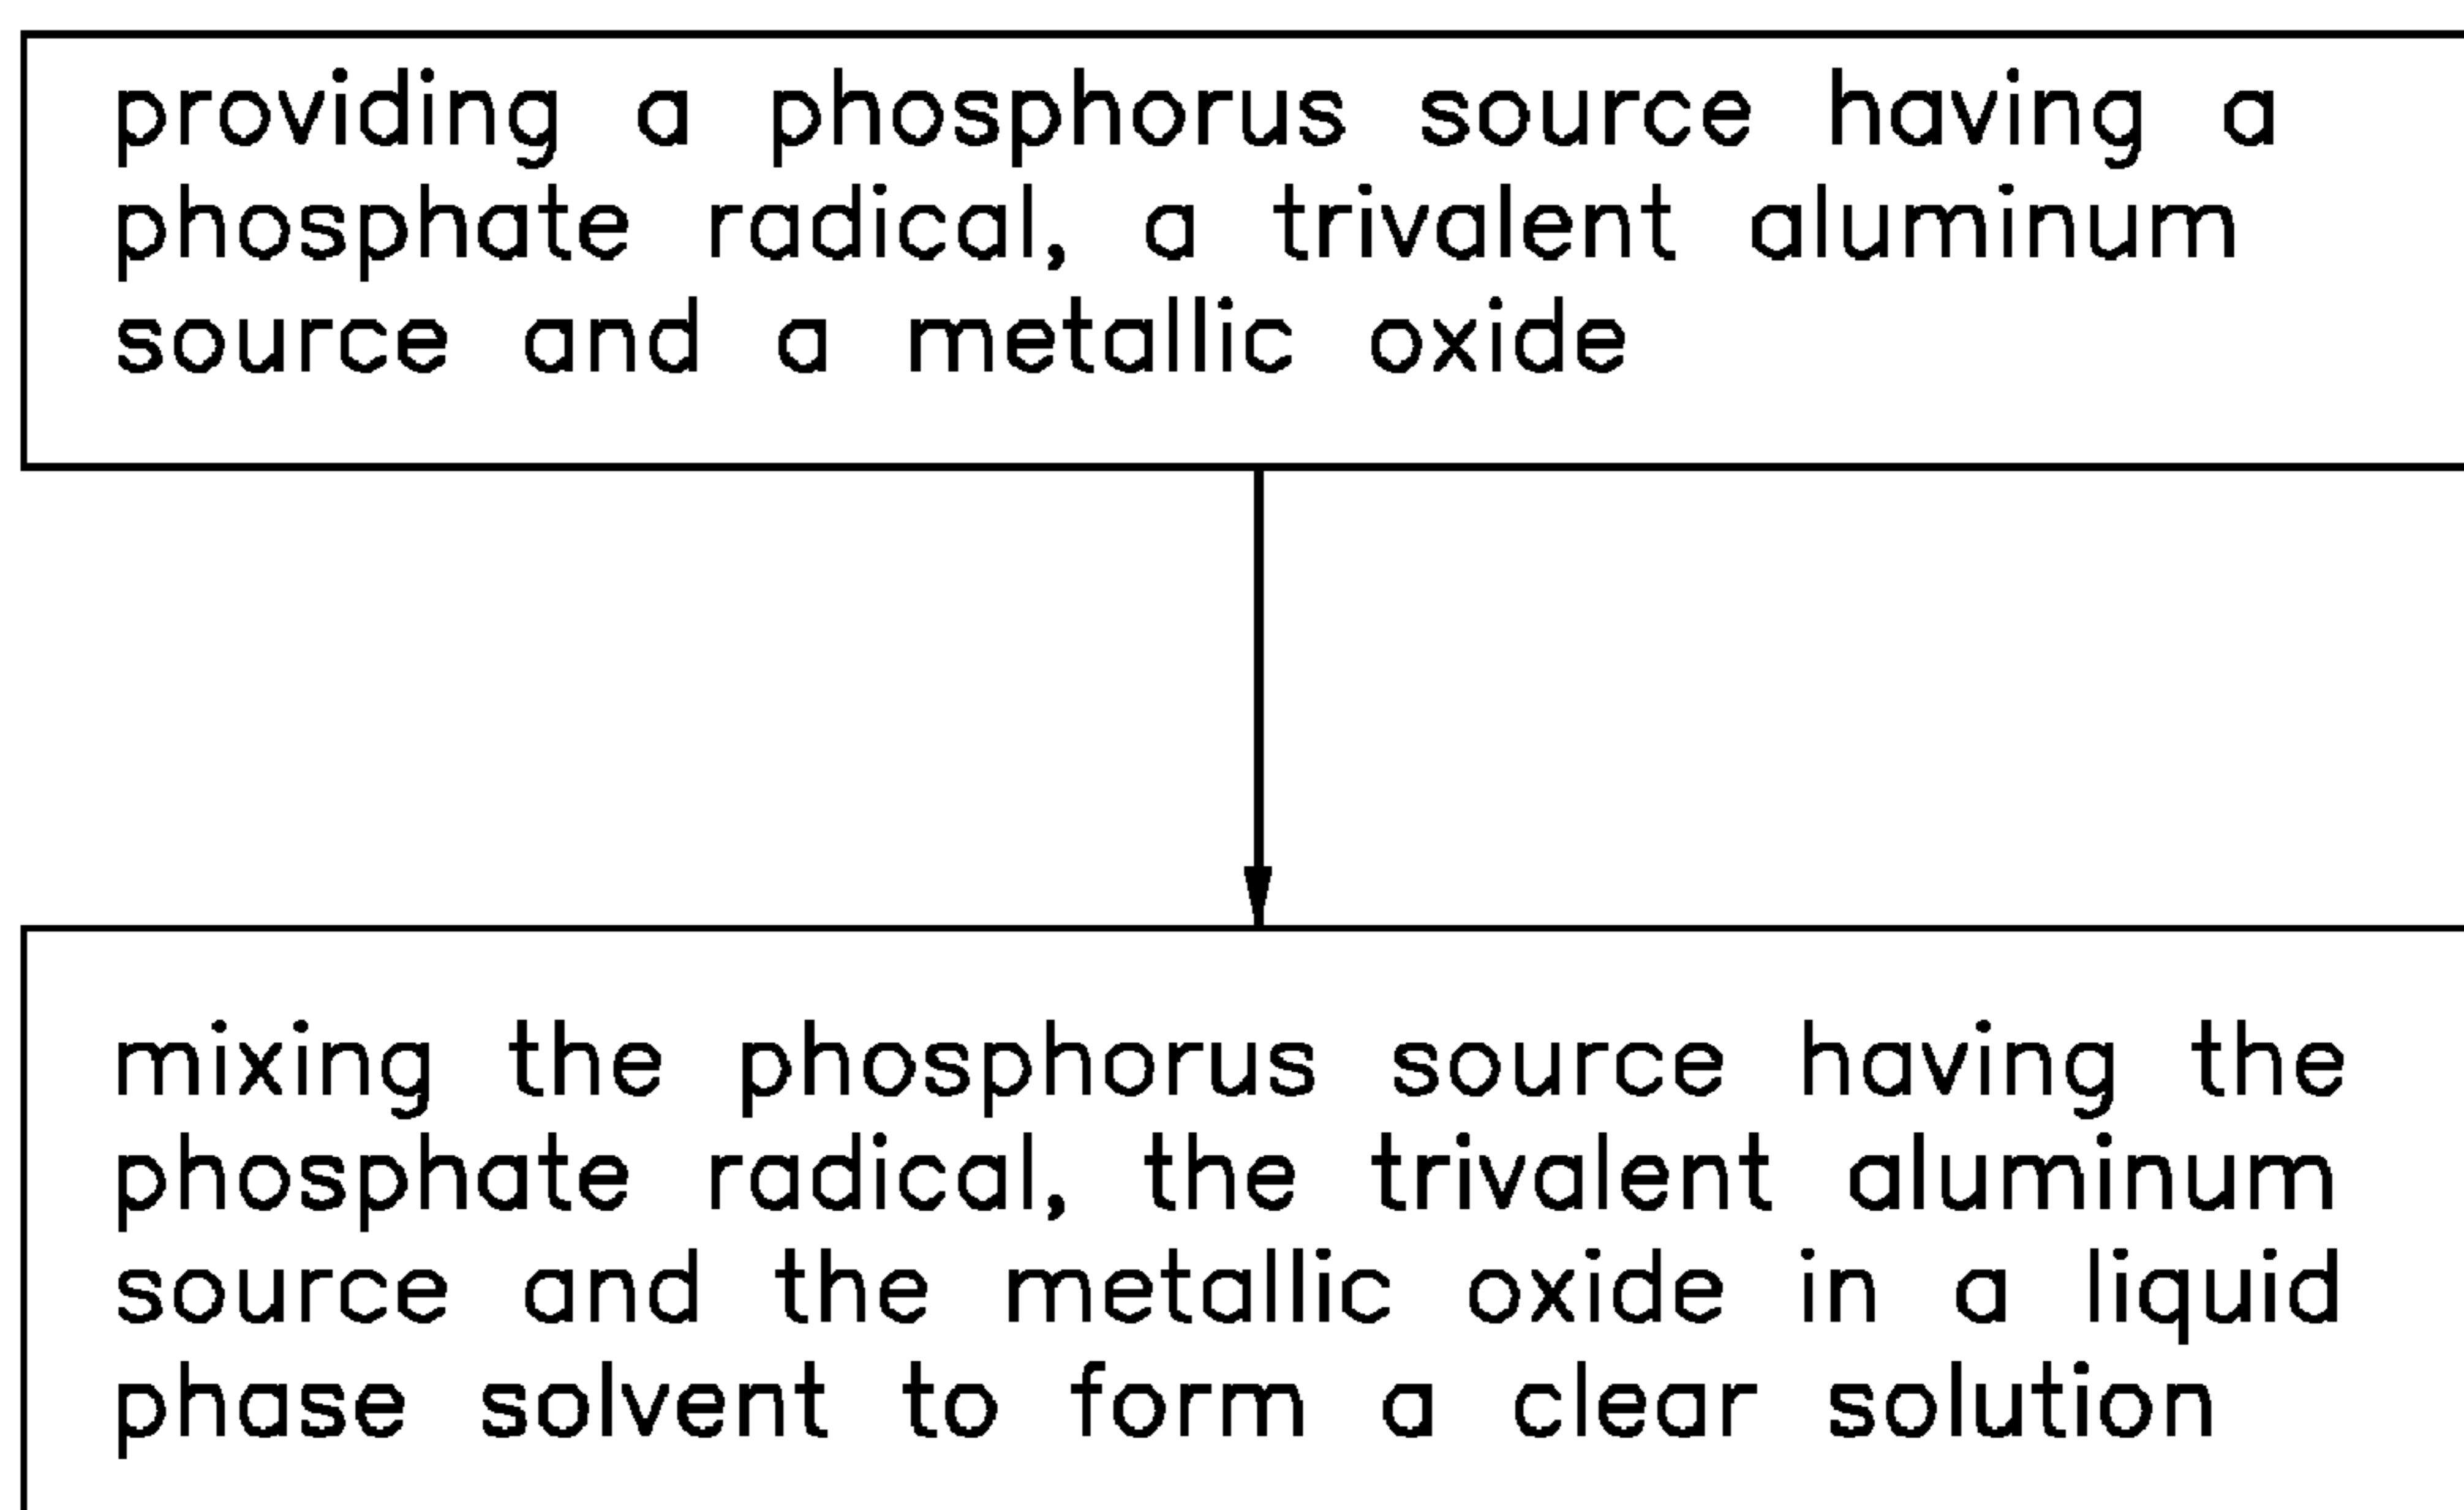 providing a phosphorus source having a
phosphate radical, a trivalent aluminum
source and a metallic oxide
mixing the phosphorus source having the
phosphate radical, the trivalent aluminum
source and the metallic oxide in a liquid
phase solvent to form a clear solution